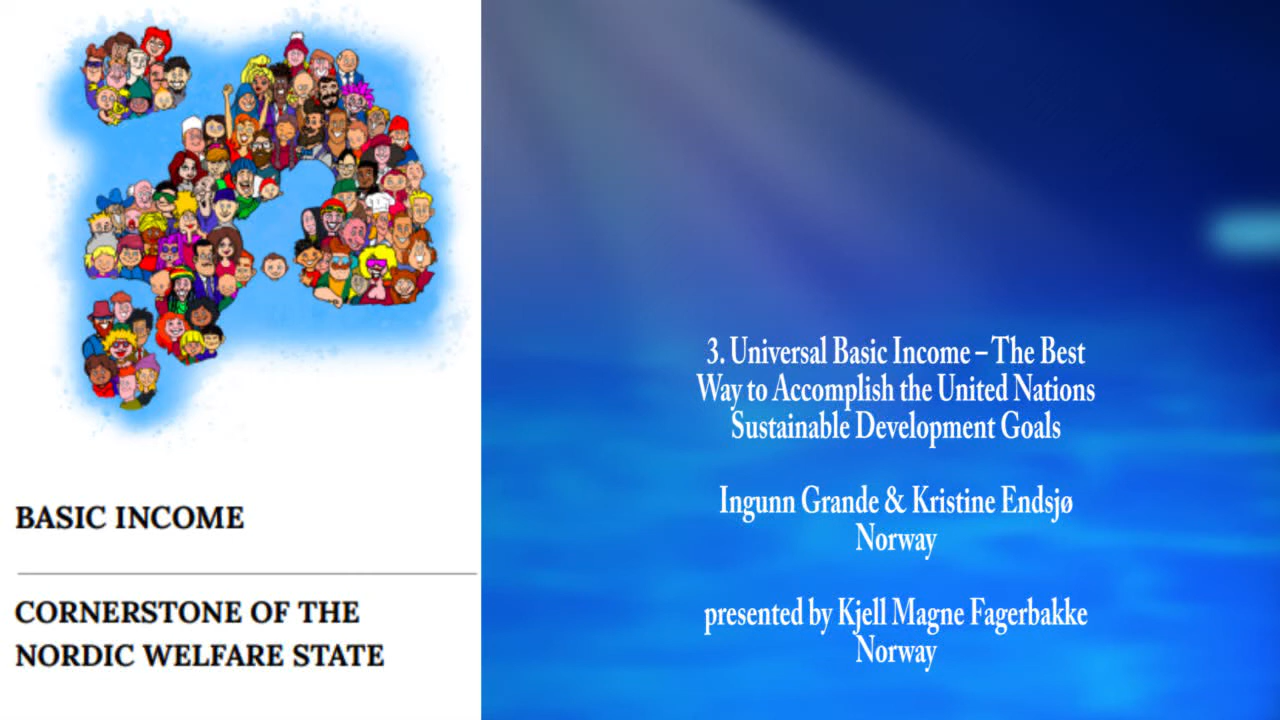 BASIC INCOME
CORNERSTONE OF THE
NORDIC WELFARE STATE
3. Universal Basic Income – The Best
Way to Accomplish the United Nations
Sustainable Development Goals
Ingunn Grande & Kristine Endsjø
Norway
presented by Kjell Magne Fagerbakke
Norway